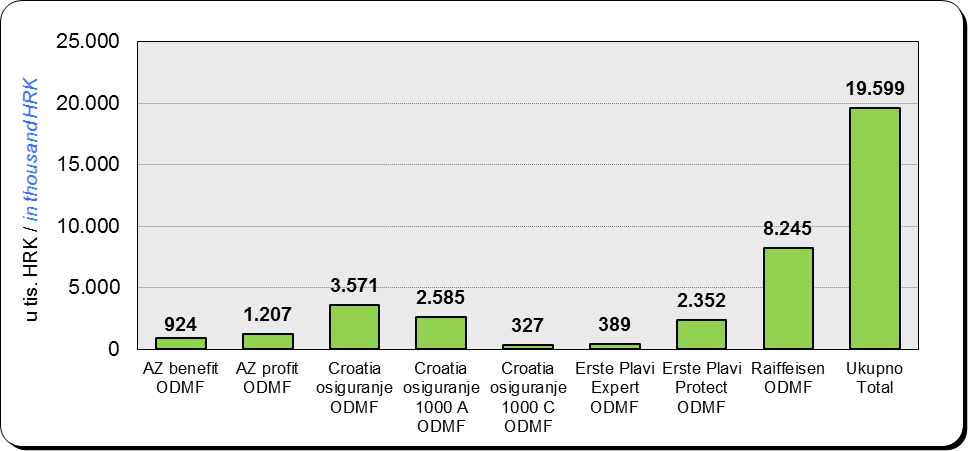 u tis. HRK / in thousand HRK
25.000
20.000
15.000
10.000
5.000
0
924
1.207
3.571
2.585
327
389
2.352
8.245
19.599
AZ benefit
ODMF
AZ profit
ODMF
Croatia
osiguranje
ODMF
Croatia
osiguranje
1000 A
ODMF
Croatia
osiguranje
1000 C
ODMF
Erste Plavi
Expert
ODMF
Erste Plavi
Protect
ODMF
Raiffeisen
ODMF
Ukupno
Total